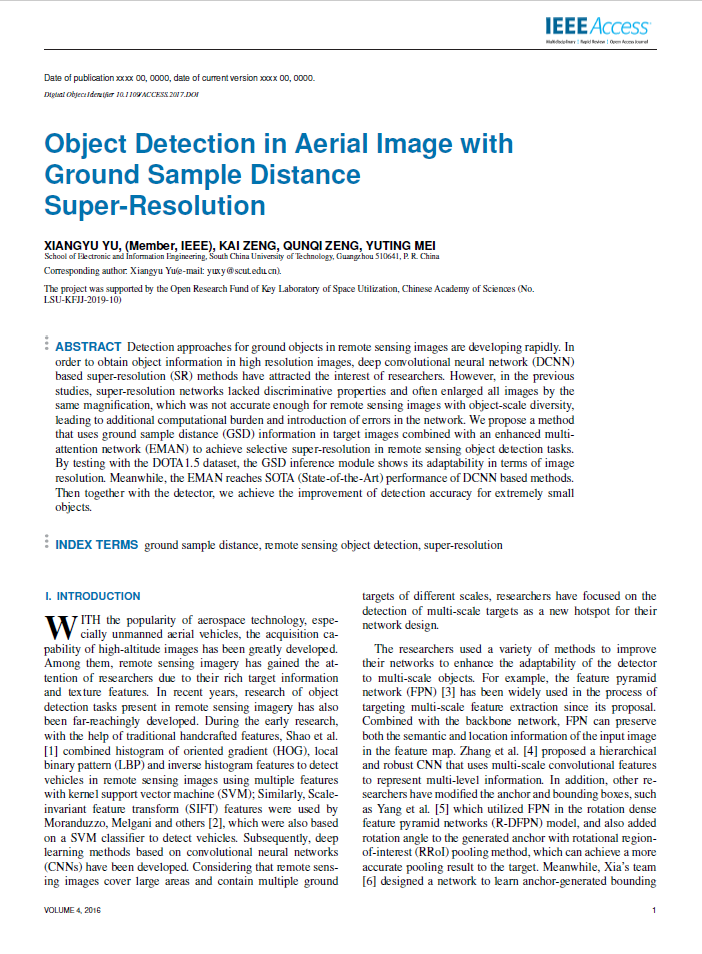 IEEE Access
Multidisciplinary | Rapid Review | Open Access Journal
Date of publication xxxx 00, 0000, date of current version xxxx 00, 0000.
Digital Object Identifier 10.1109/ACCESS.2017.DOI
Object Detection in Aerial Image with
Ground Sample Distance
Super-Resolution
XIANGYU YU, (Member, IEEE), KAI ZENG, QUNQI ZENG, YUTING MEI
School of Electronic and Information Engineering, South China University of Technology, Guangzhou 510641, P. R. China
Corresponding author: Xiangyu Yu(e-mail: yuxy@scut.edu.cn).
The project was supported by the Open Research Fund of Key Laboratory of Space Utilization, Chinese Academy of Sciences (No.
LSU-KFJJ-2019-10)
ABSTRACT Detection approaches for ground objects in remote sensing images are developing rapidly. In
order to obtain object information in high resolution images, deep convolutional neural network (DCNN)
based super-resolution (SR) methods have attracted the interest of researchers. However, in the previous
studies, super-resolution networks lacked discriminative properties and often enlarged all images by the
same magnification, which was not accurate enough for remote sensing images with object-scale diversity,
leading to additional computational burden and introduction of errors in the network. We propose a method
that uses ground sample distance (GSD) information in target images combined with an enhanced multi-
attention network (EMAN) to achieve selective super-resolution in remote sensing object detection tasks.
By testing with the DOTA1.5 dataset, the GSD inference module shows its adaptability in terms of image
resolution. Meanwhile, the EMAN reaches SOTA (State-of-the-Art) performance of DCNN based methods.
Then together with the detector, we achieve the improvement of detection accuracy for extremely small
objects.
INDEX TERMS ground sample distance, remote sensing object detection, super-resolution
I. INTRODUCTION
WITH the popularity of aerospace technology, espe-
cially unmanned aerial vehicles, the acquisition ca-
pability of high-altitude images has been greatly developed.
Among them, remote sensing imagery has gained the at-
tention of researchers due to their rich target information
and texture features. In recent years, research of object
detection tasks present in remote sensing imagery has also
been far-reachingly developed. During the early research,
with the help of traditional handcrafted features, Shao et al.
[1] combined histogram of oriented gradient (HOG), local
binary pattern (LBP) and inverse histogram features to detect
vehicles in remote sensing images using multiple features
with kernel support vector machine (SVM); Similarly, Scale-
invariant feature transform (SIFT) features were used by
Moranduzzo, Melgani and others [2], which were also based
on a SVM classifier to detect vehicles. Subsequently, deep
learning methods based on convolutional neural networks
(CNNs) have been developed. Considering that remote sens-
ing images cover large areas and contain multiple ground
targets of different scales, researchers have focused on the
detection of multi-scale targets as a new hotspot for their
network design.
The researchers used a variety of methods to improve
their networks to enhance the adaptability of the detector
to multi-scale objects. For example, the feature pyramid
network (FPN) [3] has been widely used in the process of
targeting multi-scale feature extraction since its proposal.
Combined with the backbone network, FPN can preserve
both the semantic and location information of the input image
in the feature map. Zhang et al. [4] proposed a hierarchical
and robust CNN that uses multi-scale convolutional features
to represent multi-level information. In addition, other re-
searchers have modified the anchor and bounding boxes, such
as Yang et al. [5] which utilized FPN in the rotation dense
feature pyramid networks (R-DFPN) model, and also added
rotation angle to the generated anchor with rotational region-
of-interest (RRoI) pooling method, which can achieve a more
accurate pooling result to the target. Meanwhile, Xia's team
[6] designed a network to learn anchor-generated bounding
VOLUME 4, 2016
1